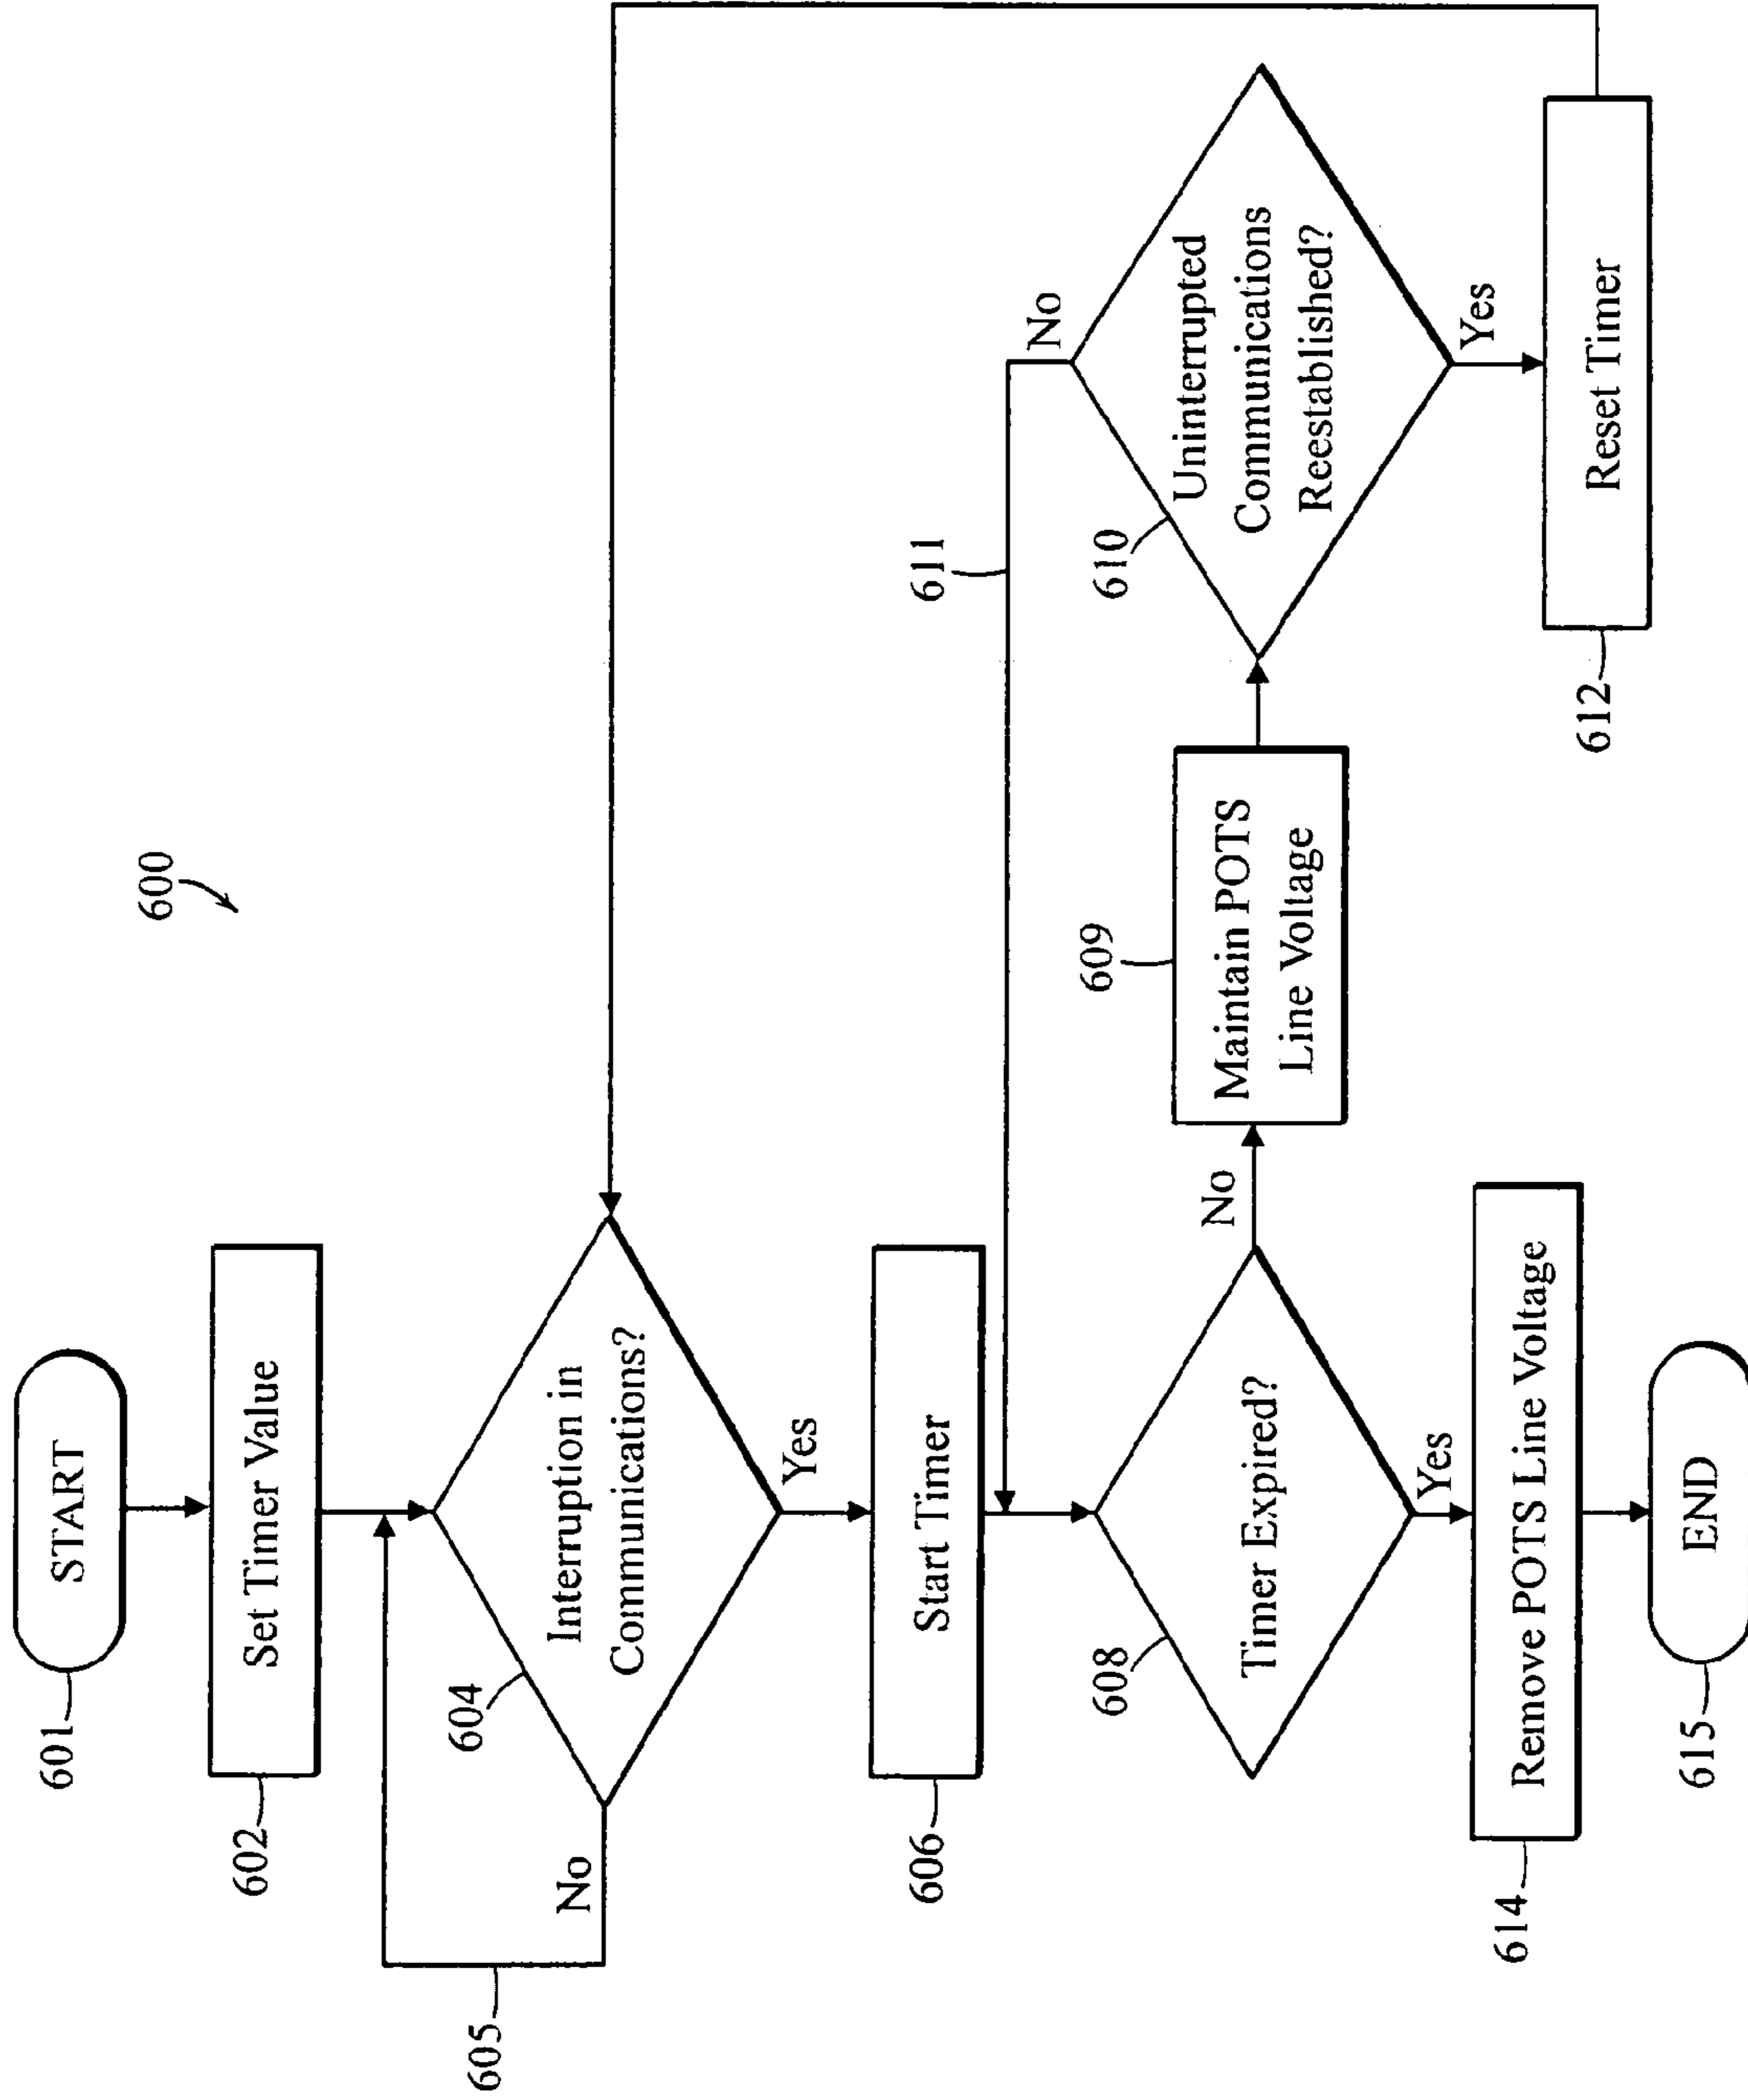 600
601
START
602
Set Timer Value
604
Interruption in
Communications?
No
605
Yes
606
Start Timer
611
608
Timer Expired?
No
609
Maintain POTS
Line Voltage
610
Uninterrupted
Communications
Reestablished?
No
Yes
612
Reset Timer
Yes
614
Remove POTS Line Voltage
615
END